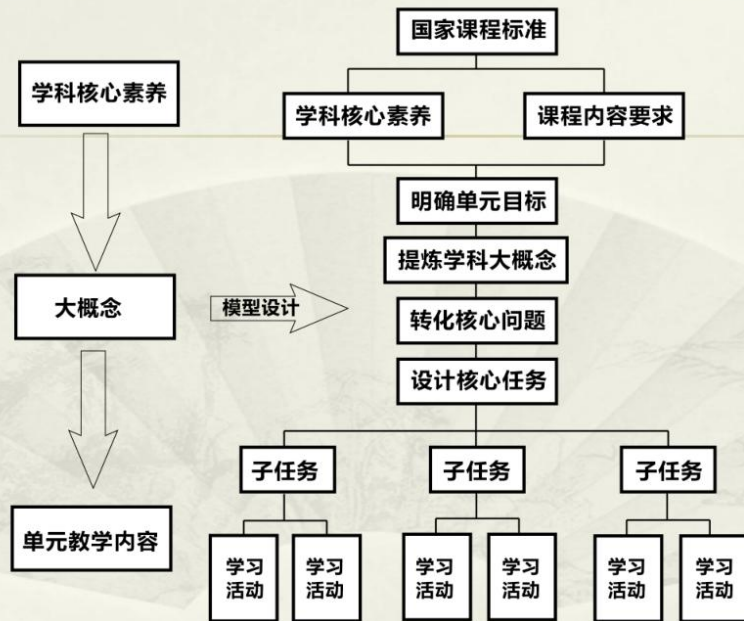 国家课程标准
学科核心素养
学科核心素养
课程内容要求
明确单元目标
提炼学科大概念
大概念
模型设计
转化核心问题
设计核心任务
子任务
子任务
子任务
单元教学内容
学习
活动
学习
活动
学习
活动
学习
活动
学习
活动
学习
活动